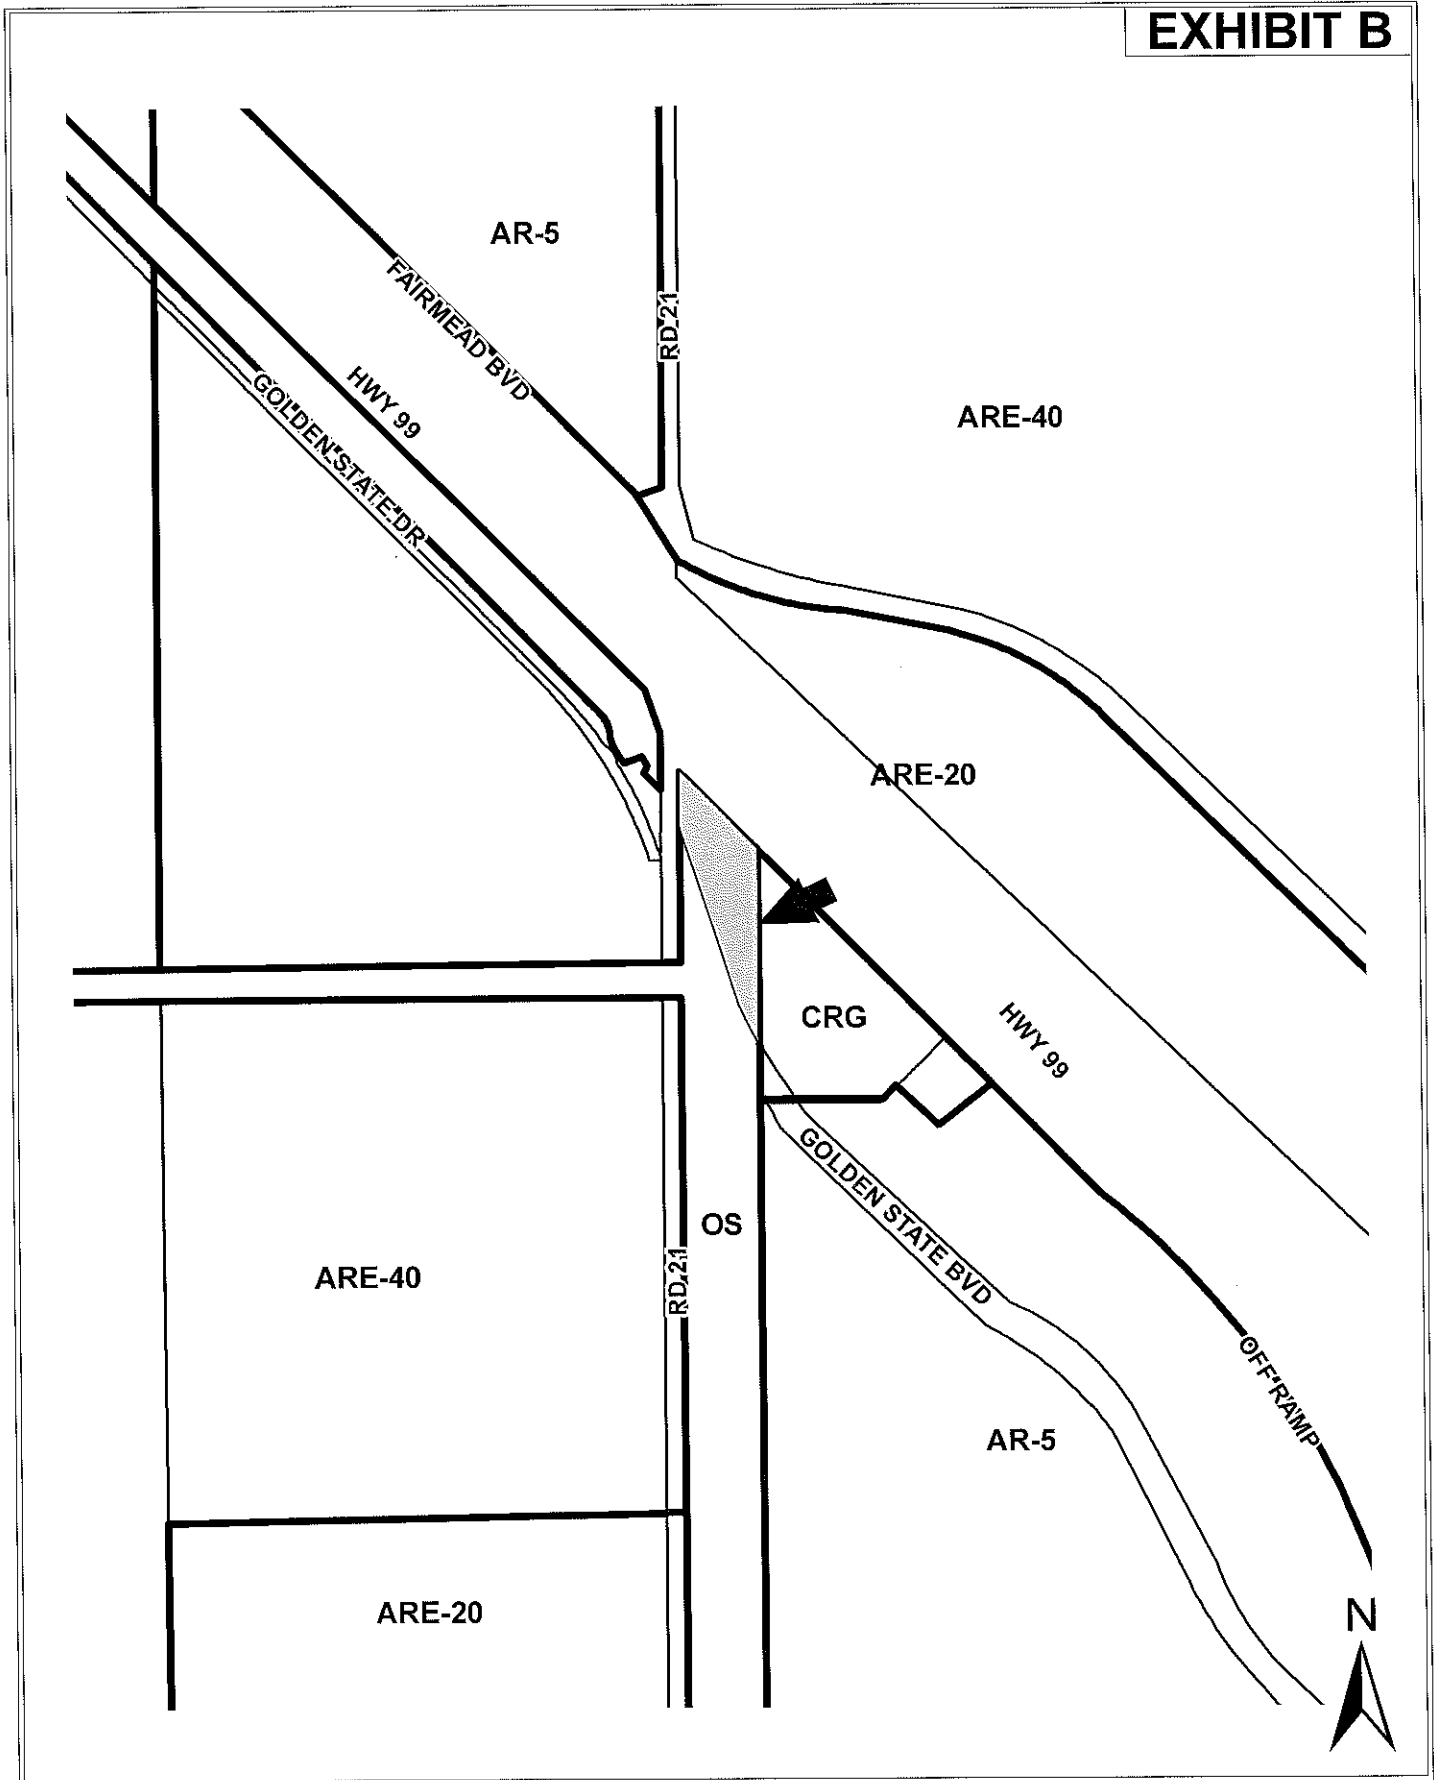 EXHIBIT B
AR-5
FAIRMEAD BVD
RD 21
HWY 99
GOLDEN STATE DR
ARE-40
ARE-20
CRG
HWY 99
GOLDEN STATE BVD
OS
RD 21
ARE-40
OFF RAMP
AR-5
ARE-20
N